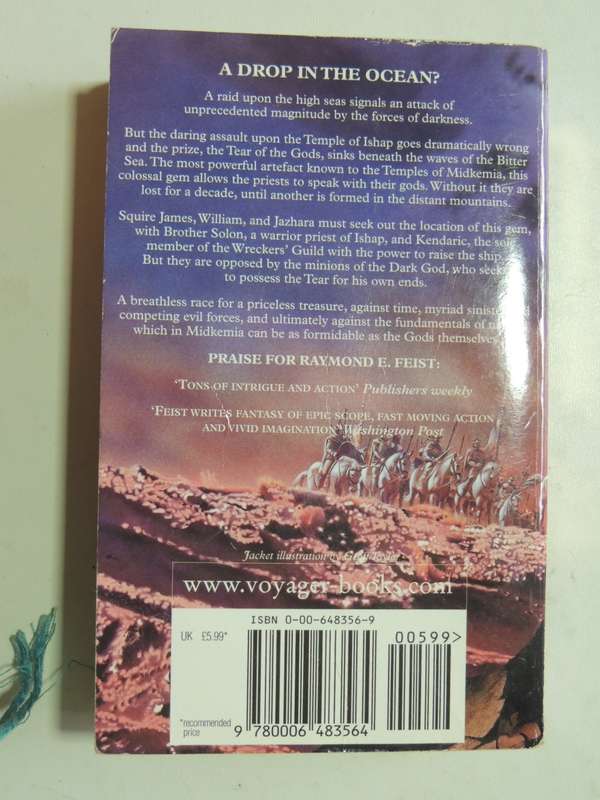 A DROP IN THE OCEAN?
A raid upon the high seas signals an attack of
unprecedented magnitude by the forces of darkness.
But the daring assault upon the Temple of Ishap goes dramatically wrong
and the prize, the Tear of the Gods, sinks beneath the waves of the Bitter
Sea. The most powerful artefact known to the Temples of Midkemia, this
colossal gem allows the priests to speak with their gods. Without it they are
lost for a decade, until another is formed in the distant mountains.
Squire James, William, and Jazhara must seek out the location of this gem,
with Brother Solon, a warrior priest of Ishap, and Kendaric, the sole
member of the Wreckers' Guild with the power to raise the ship.
But they are opposed by the minions of the Dark God, who seek
to possess the Tear for his own ends.
A breathless race for a priceless treasure, against time, myriad
competing evil forces, and ultimately against the fundamentals of
which in Midkemia can be as formidable as the Gods themselves
PRAISE FOR RAYMOND E. FEIST:
'TONS OF INTRIGUE AND ACTION' Publishers weekly
'FEIST WRITES FANTASY OF EPIC SCOPE, FAST MOVING ACTION
AND VIVID IMAGINATION' Washington Post
Jacket illustration by
www.voyager-books.com
ISBN 0-00-648356-9
UK £5.99*
00599>
*recommended
price
9 780006 483564